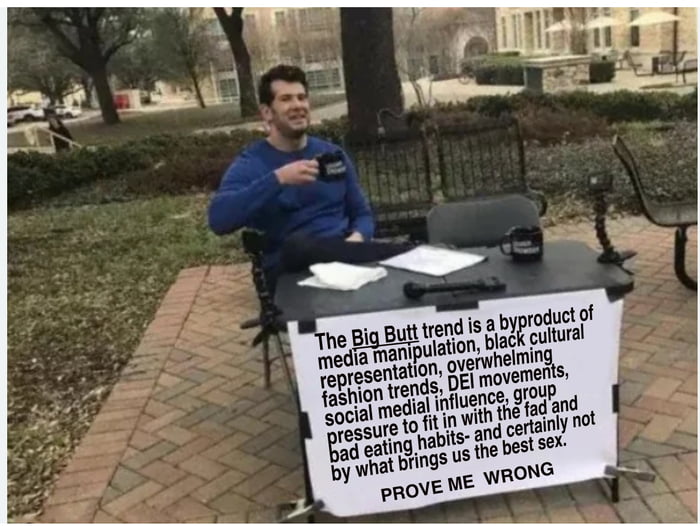 The Big Butt trend is a byproduct of
media manipulation, black cultural
representation, overwhelming
fashion trends, DEI movements,
social medial influence, group
pressure to fit in with the fad and
bad eating habits- and certainly not
by what brings us the best sex.
PROVE ME WRONG